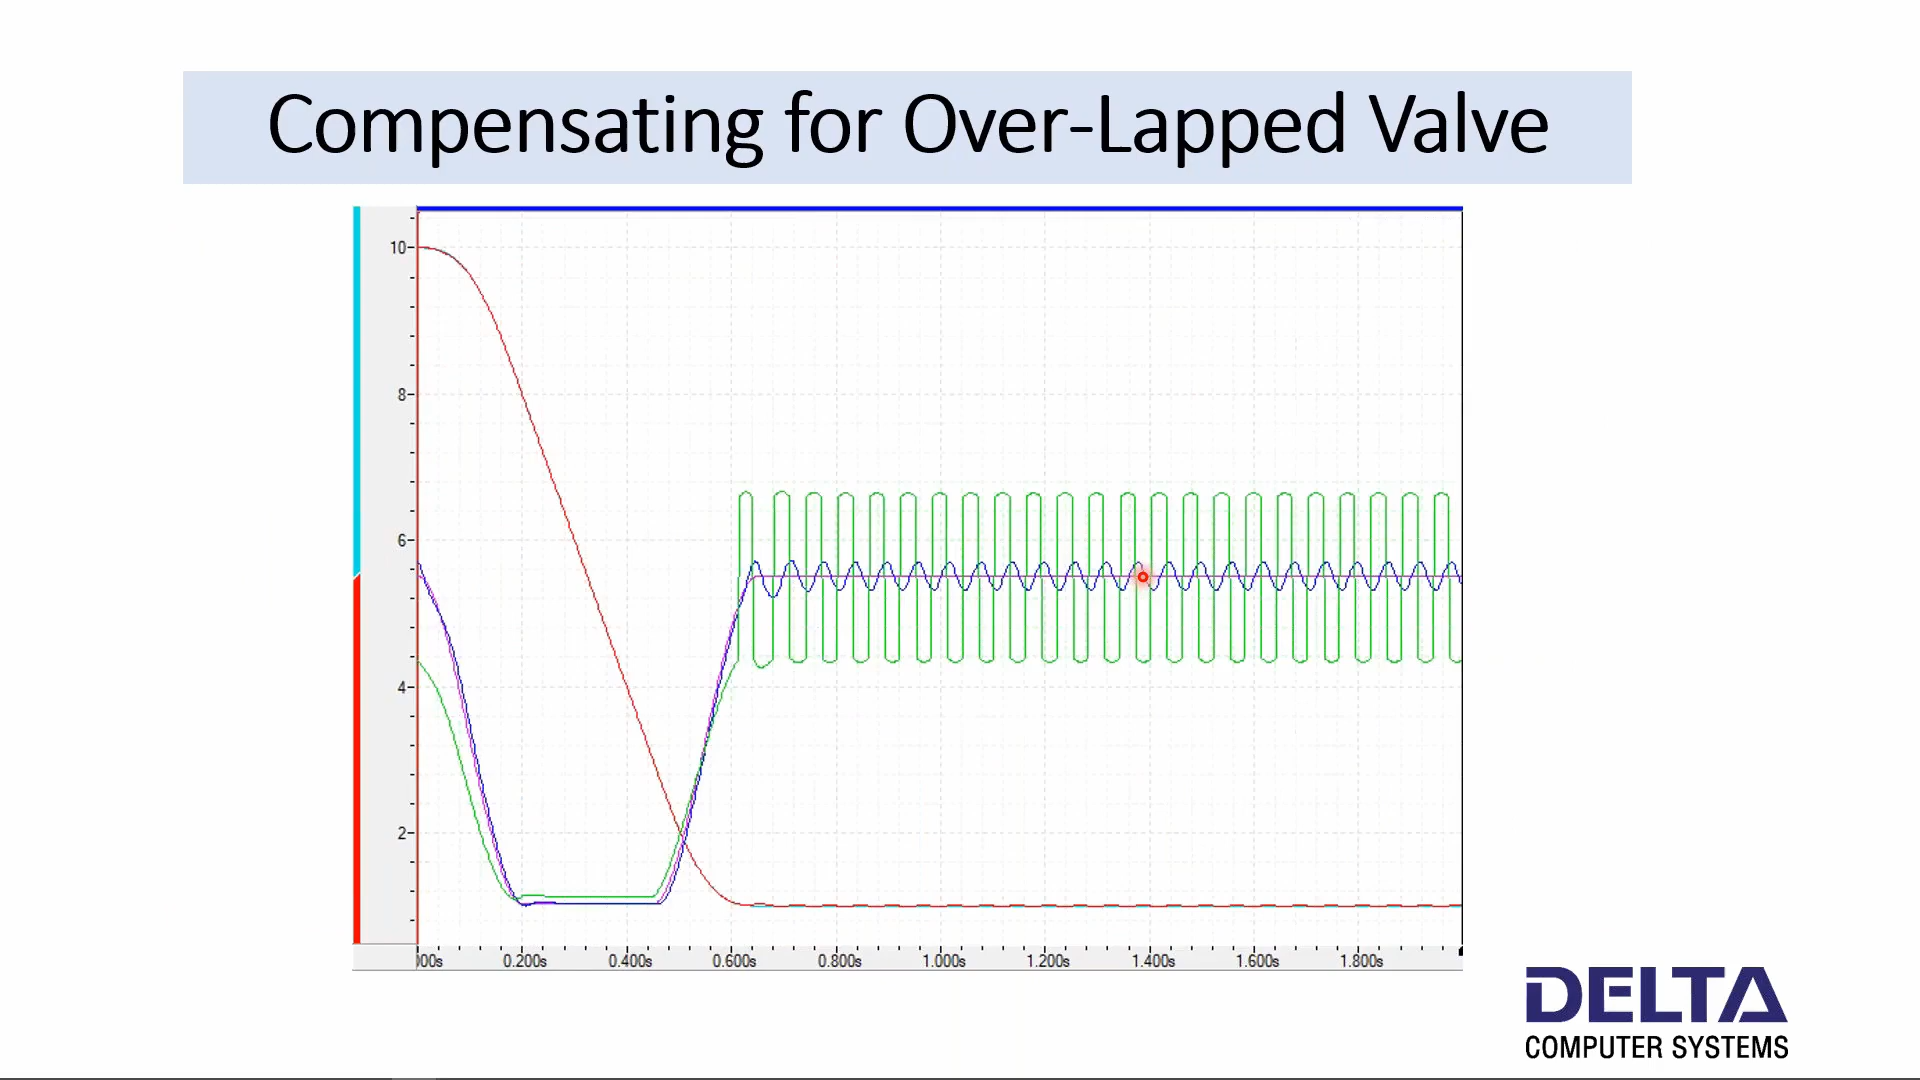 Compensating for Over-Lapped Valve
10
8
6
4
2
000s 0.200s 0.400s 0.600s 0.800s 1.000s 1.200s 1.400s 1.600s 1.800s
DELTA
COMPUTER SYSTEMS